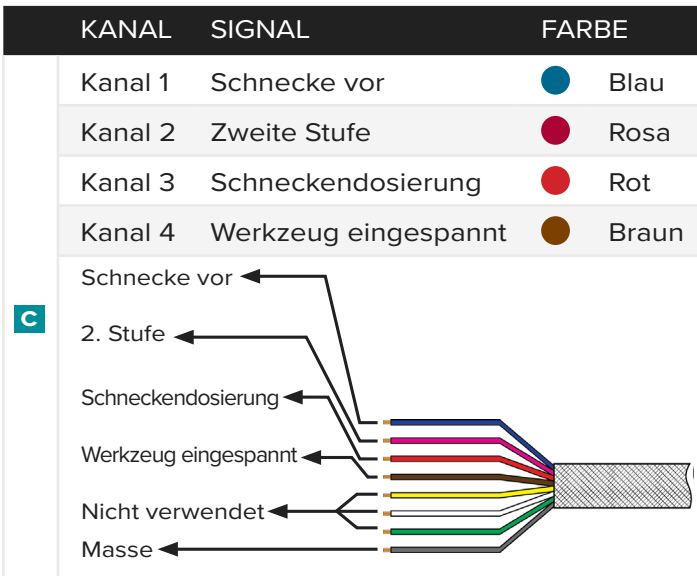 KANAL SIGNAL FARBE
Kanal 1 Schnecke vor Blau
Kanal 2 Zweite Stufe Rosa
Kanal 3 Schneckendosierung Rot
Kanal 4 Werkzeug eingespannt Braun
C
Schnecke vor
2. Stufe
Schneckendosierung
Werkzeug eingespannt
Nicht verwendet
Masse